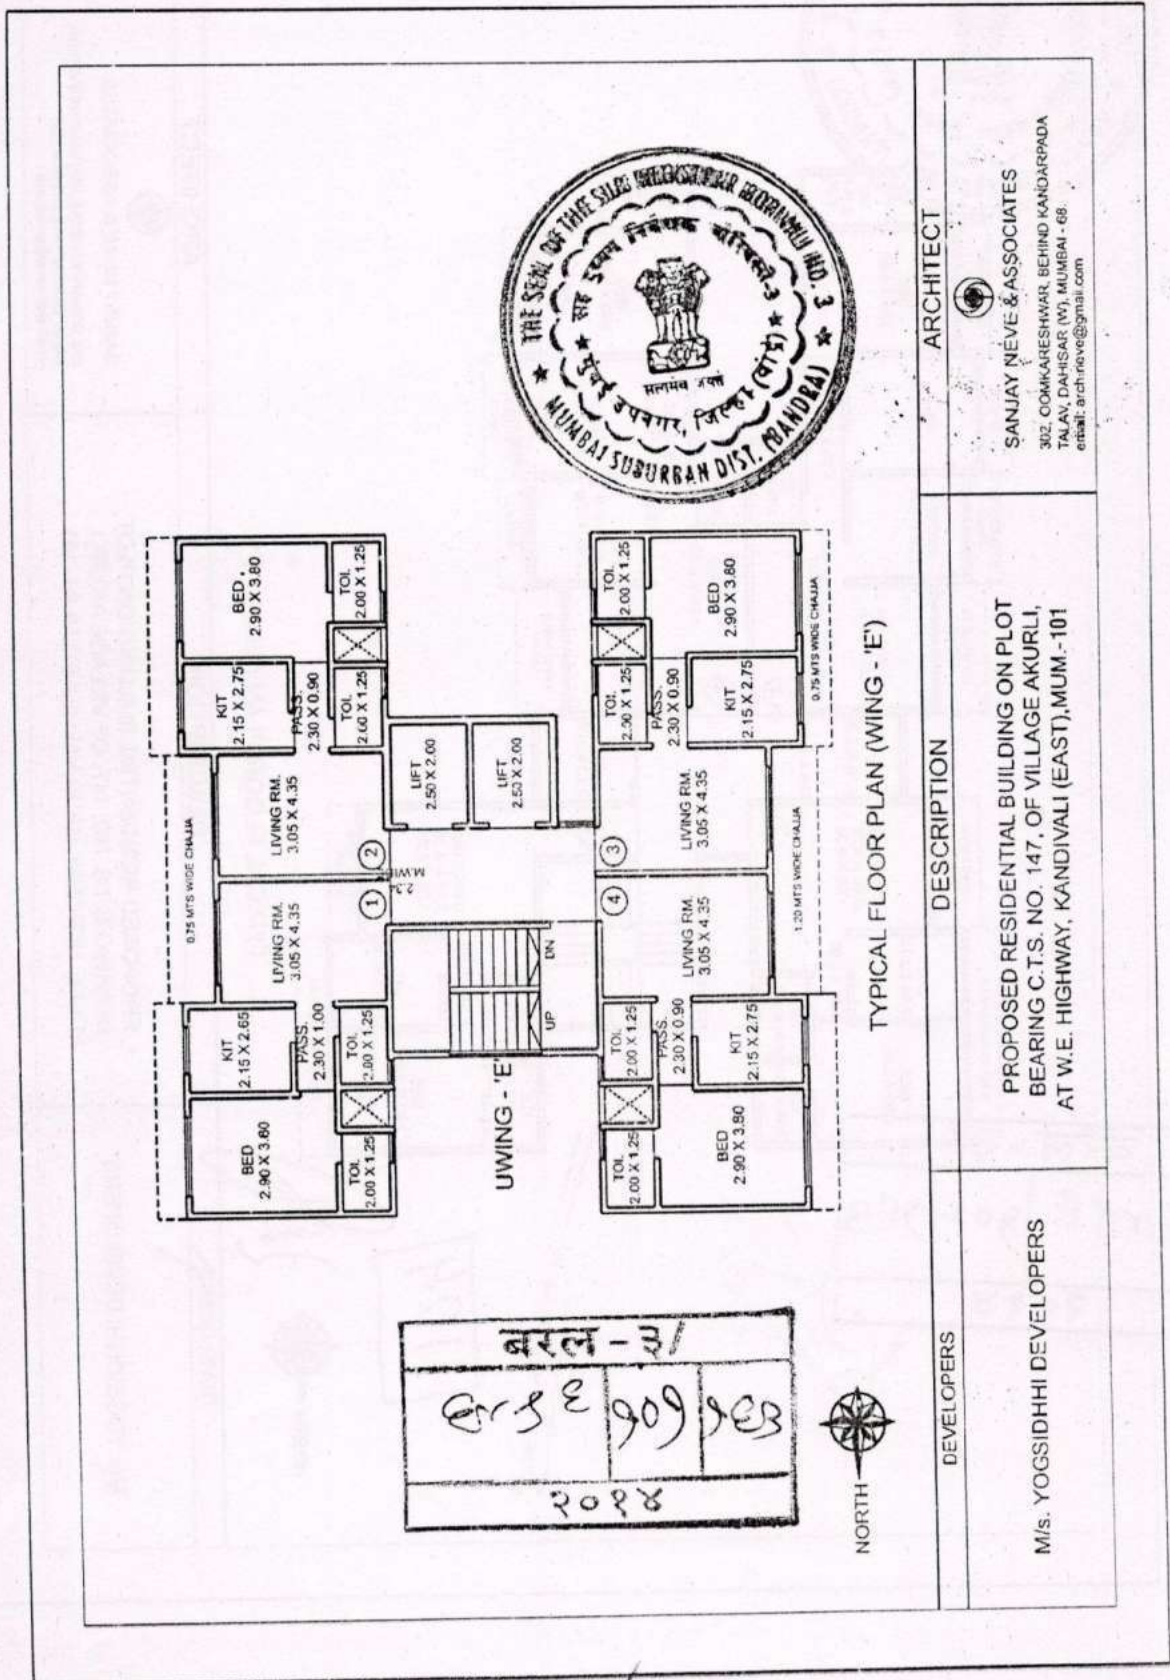 0.75 MTS WIDE CHAJJA
BED
2.90 X 3.80
KIT
2.15 X 2.65
PASS.
2.30 X 1.00
TOI.
2.00 X 1.25
TOI.
2.00 X 1.25
LIVING RM.
3.05 X 4.35
1
LIVING RM.
3.05 X 4.35
2
KIT
2.15 X 2.75
PASS.
2.30 X 0.90
TOI.
2.00 X 1.25
BED
2.90 X 3.80
TOI.
2.00 X 1.25
2.34
M.WIDE
LIFT
2.50 X 2.00
LIFT
2.50 X 2.00
UWING - 'E'
UP
DN
TOI.
2.00 X 1.25
TOI.
2.00 X 1.25
PASS.
2.30 X 0.90
BED
2.90 X 3.80
KIT
2.15 X 2.75
4
LIVING RM.
3.05 X 4.35
3
LIVING RM.
3.05 X 4.35
TOI.
2.00 X 1.25
PASS.
2.30 X 0.90
KIT
2.15 X 2.75
TOI.
2.00 X 1.25
BED
2.90 X 3.80
1.20 MTS WIDE CHAJJA
0.75 MTS WIDE CHAJJA
TYPICAL FLOOR PLAN (WING - 'E')
THE SEAL OF THE SUB REGISTRAR BORIVALI NO. 3
MUMBAI SUBURBAN DIST. (BANDRA)
सह दुय्यम निबंधक बोरिवली-३
मुंबई उपनगर, जिल्हा (बांद्रे)
सत्यमेव जयते
बरल -
२०१४
NORTH
DEVELOPERS
M/s. YOGSIDHHI DEVELOPERS
DESCRIPTION
PROPOSED RESIDENTIAL BUILDING ON PLOT
BEARING C.T.S. NO. 147, OF VILLAGE AKURLI,
AT W.E. HIGHWAY, KANDIVALI (EAST),MUM.-101
ARCHITECT
SANJAY NEVE & ASSOCIATES
302, OOMKARESHWAR, BEHIND KANDARPADA
TALAV, DAHISAR (W), MUMBAI - 68.
email: archneve@gmail.com